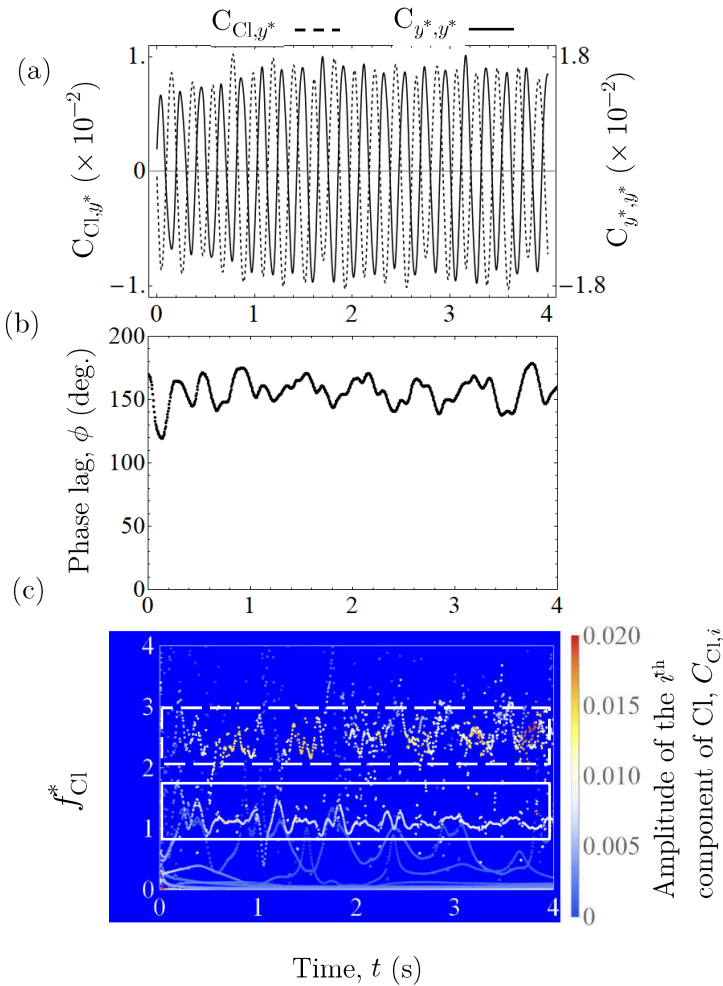 C_{Cl,y*} C_{y*,y*}
(a)
1. 1.8
0
−1. −1.8
C_{Cl,y*} (× 10^{−2})
C_{y*,y*} (× 10^{−2})
0 1 2 3 4
(b)
200
150
100
50
0
Phase lag, ϕ (deg.)
0 1 2 3 4
(c)
4
3
2
1
0
f^*_{Cl}
0 1 2 3 4
0.020
0.015
0.010
0.005
0
Amplitude of the i^{th}
component of Cl, C_{Cl,i}
Time, t (s)